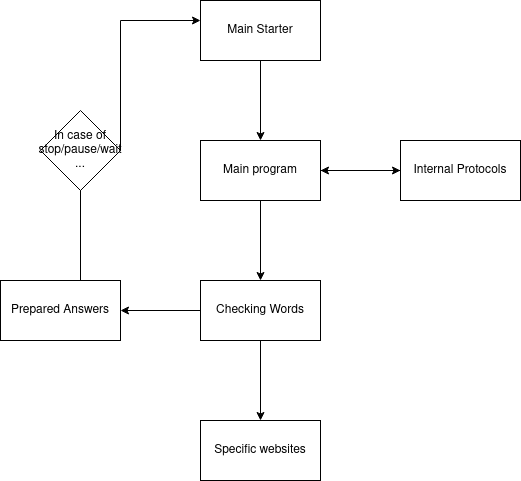 Main Starter
In case of
stop/pause/wait
...
Main program
Internal Protocols
Prepared Answers
Checking Words
Specific websites